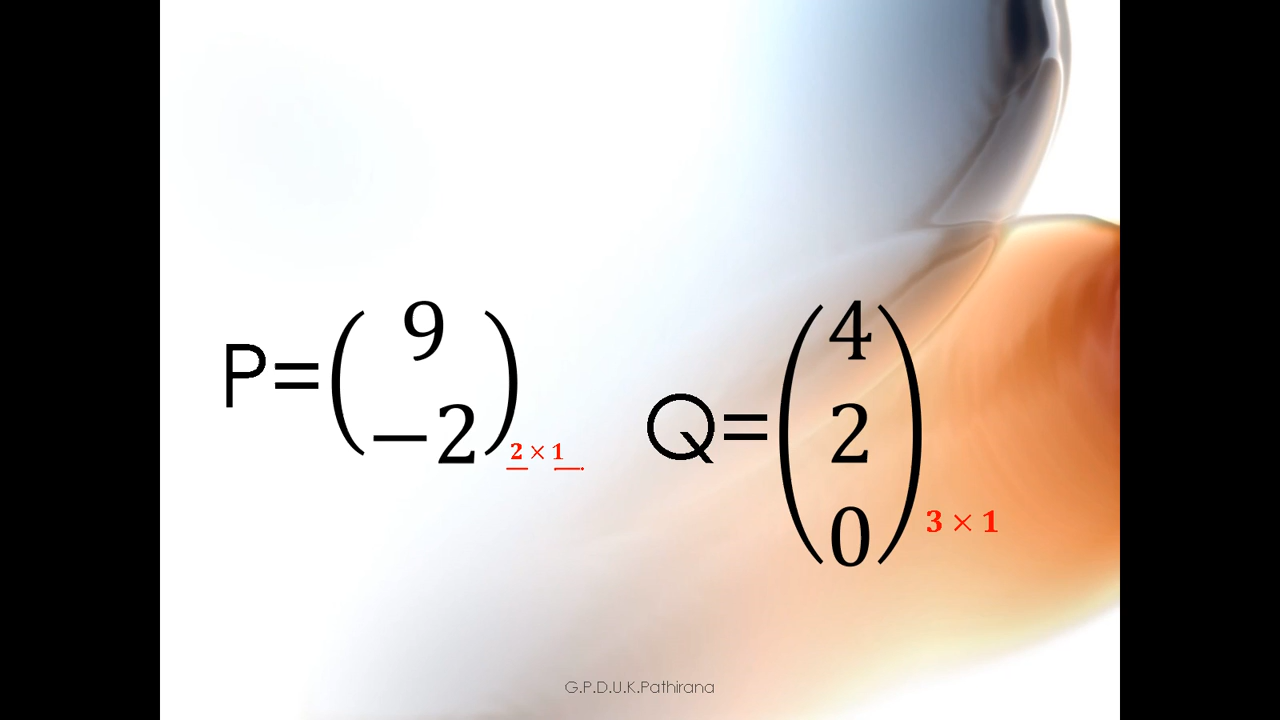 P=(9
−2)2 × 1
Q=(4
2
0)3 × 1
G.P.D.U.K.Pathirana